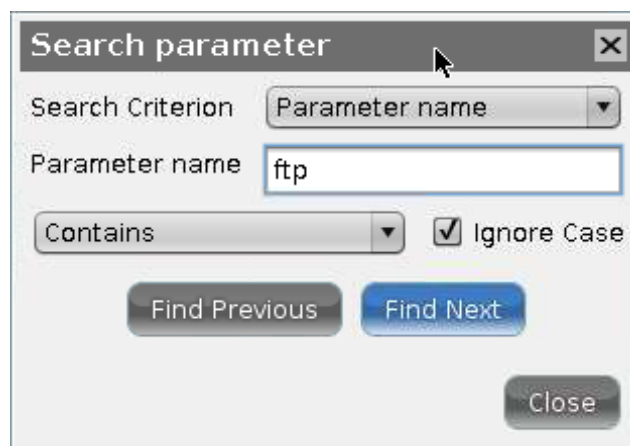 Search parameter
Search Criterion Parameter name
Parameter name ftp
Contains Ignore Case
Find Previous Find Next
Close